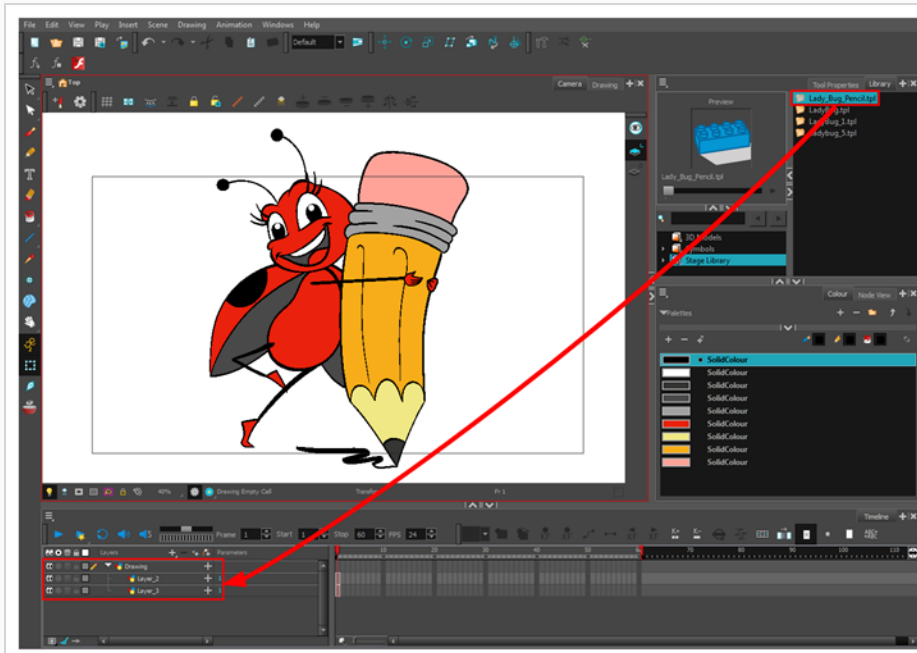 File Edit View Play Insert Scene Drawing Animation Windows Help
Default
Top
Camera Drawing
Tool Properties Library
Preview
Lady_Bug_Pencil.tpl
LadyBug.tpl
LadyBug_1.tpl
Ladybug_5.tpl
Lady_Bug_Pencil.tpl
3D Models
Symbols
Stage Library
Colour Node View
Palettes
SolidColour
SolidColour
SolidColour
SolidColour
SolidColour
SolidColour
SolidColour
SolidColour
SolidColour
40% Drawing Empty Cell Fr 1
Timeline
Frame 1 Start 1 Stop 60 FPS 24
Layers Parameters
10 20 30 40 50 60 70 80 90 100 110
Drawing
Layer_2 1
Layer_3 1